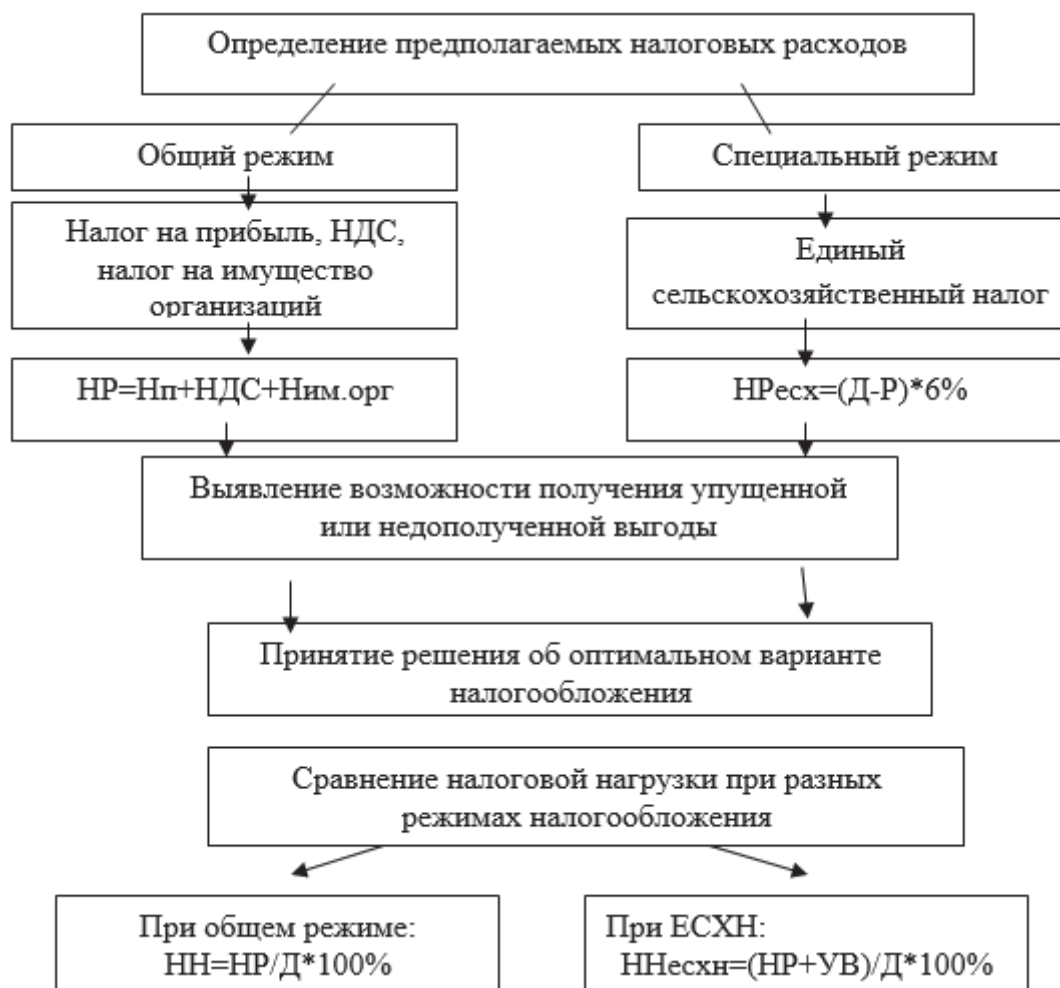 Определение предполагаемых налоговых расходов
Общий режим
Специальный режим
Налог на прибыль, НДС,
налог на имущество
организаций
Единый
сельскохозяйственный налог
НР=Нп+НДС+Ним.орг
НРесх=(Д-Р)*6%
Выявление возможности получения упущенной
или недополученной выгоды
Принятие решения об оптимальном варианте
налогообложения
Сравнение налоговой нагрузки при разных
режимах налогообложения
При общем режиме:
НН=НР/Д*100%
При ЕСХН:
ННесхн=(НР+УВ)/Д*100%